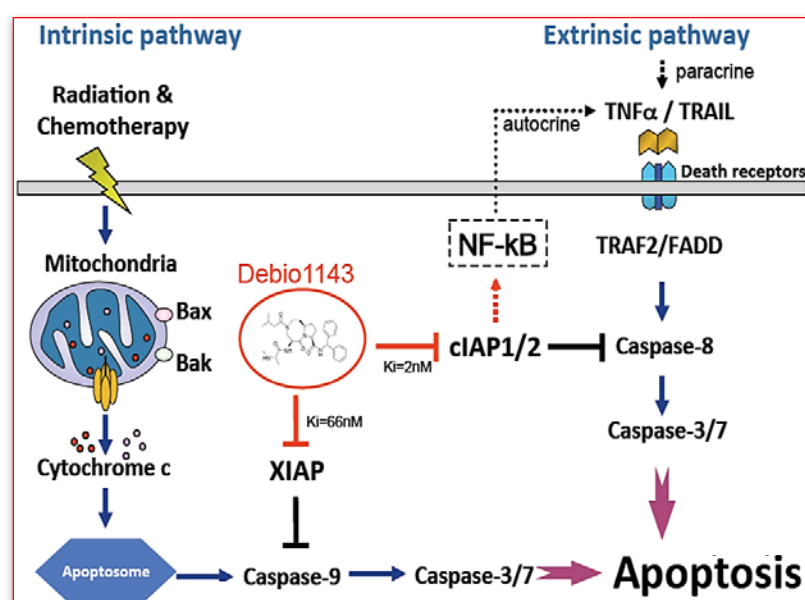 Intrinsic pathway
Extrinsic pathway
Radiation &
Chemotherapy
paracrine
TNFα / TRAIL
autocrine
Death receptors
NF-kB
TRAF2/FADD
Mitochondria
Debio1143
Bax
Bak
cIAP1/2
Caspase-8
Ki=2nM
Ki=66nM
Caspase-3/7
Cytochrome c
XIAP
Apoptosome
Caspase-9
Caspase-3/7
Apoptosis